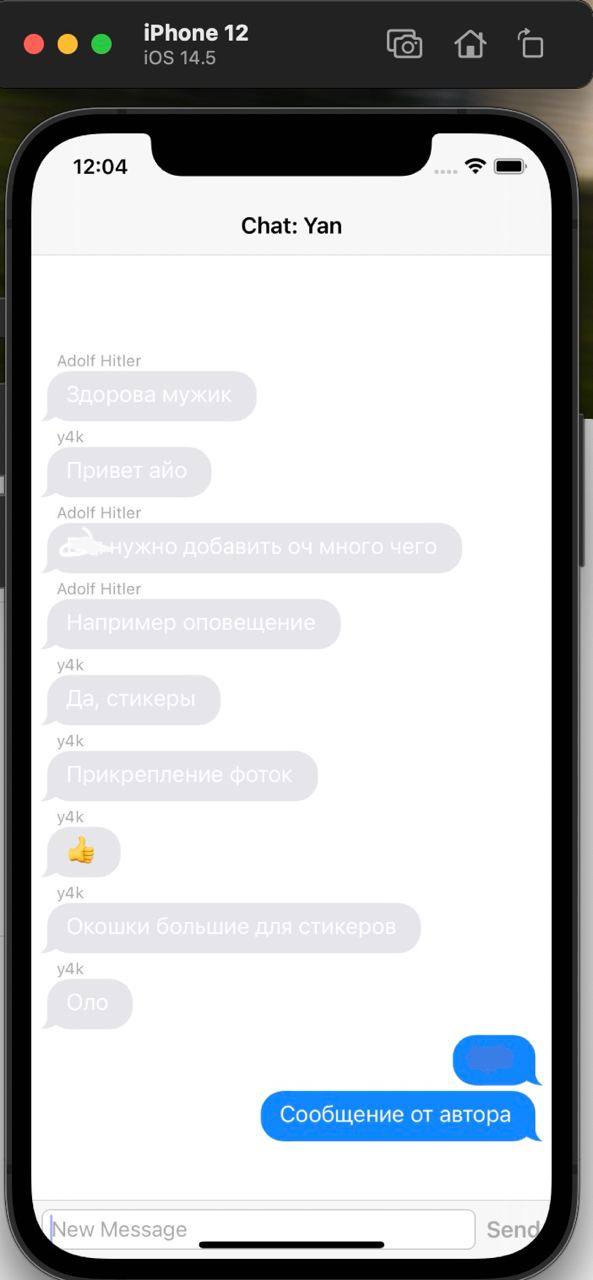 iPhone 12
iOS 14.5
12:04
Chat: Yan
Adolf Hitler
Здорова мужик
y4k
Привет айо
Adolf Hitler
нужно добавить оч много чего
Adolf Hitler
Например оповещение
y4k
Да, стикеры
y4k
Прикрепление фоток
y4k
👍
y4k
Окошки большие для стикеров
y4k
Оло
Сообщение от автора
New Message
Send